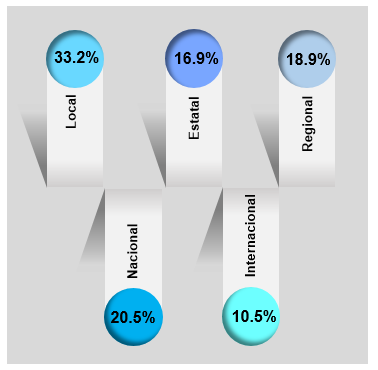 33.2%
Local
16.9%
Estatal
18.9%
Regional
Nacional
20.5%
Internacional
10.5%